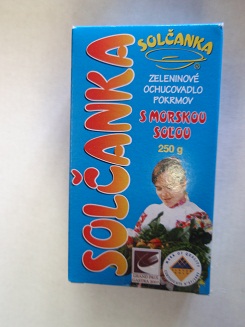 SOLČANKA
SOLČANKA
ZELENINOVÉ
OCHUCOVADLO
POKRMOV
S MORSKOU
SOĽOU
250 g